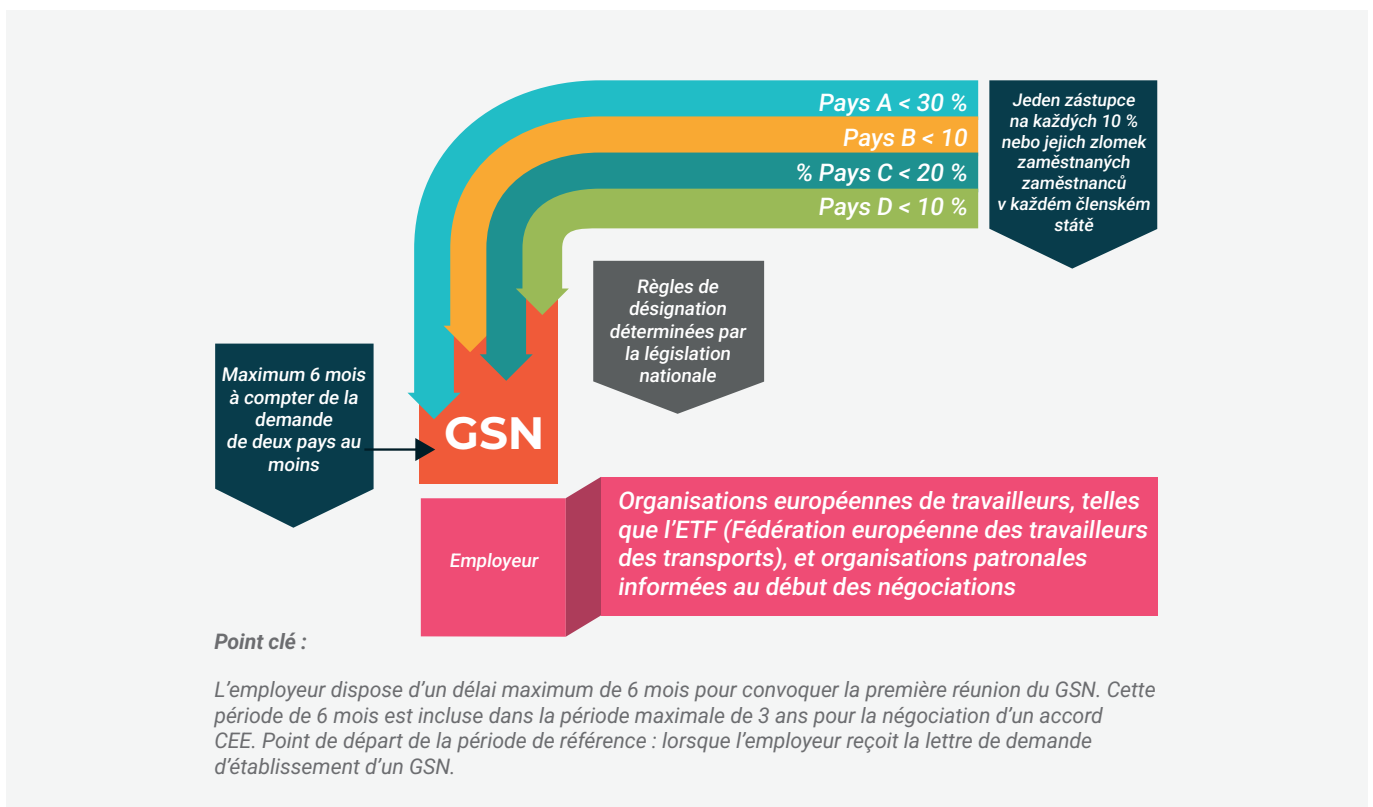 Pays A < 30 %
Pays B < 10
% Pays C < 20 %
Pays D < 10 %
Jeden zástupce
na každých 10 %
nebo jejich zlomek
zaměstnaných
zaměstnanců
v každém členském
státě
Règles de
désignation
déterminées par
la législation
nationale
Maximum 6 mois
à compter de la
demande
de deux pays au
moins
GSN
Employeur
Organisations européennes de travailleurs, telles
que l’ETF (Fédération européenne des travailleurs
des transports), et organisations patronales
informées au début des négociations
Point clé :
L’employeur dispose d’un délai maximum de 6 mois pour convoquer la première réunion du GSN. Cette
période de 6 mois est incluse dans la période maximale de 3 ans pour la négociation d’un accord
CEE. Point de départ de la période de référence : lorsque l’employeur reçoit la lettre de demande
d’établissement d’un GSN.